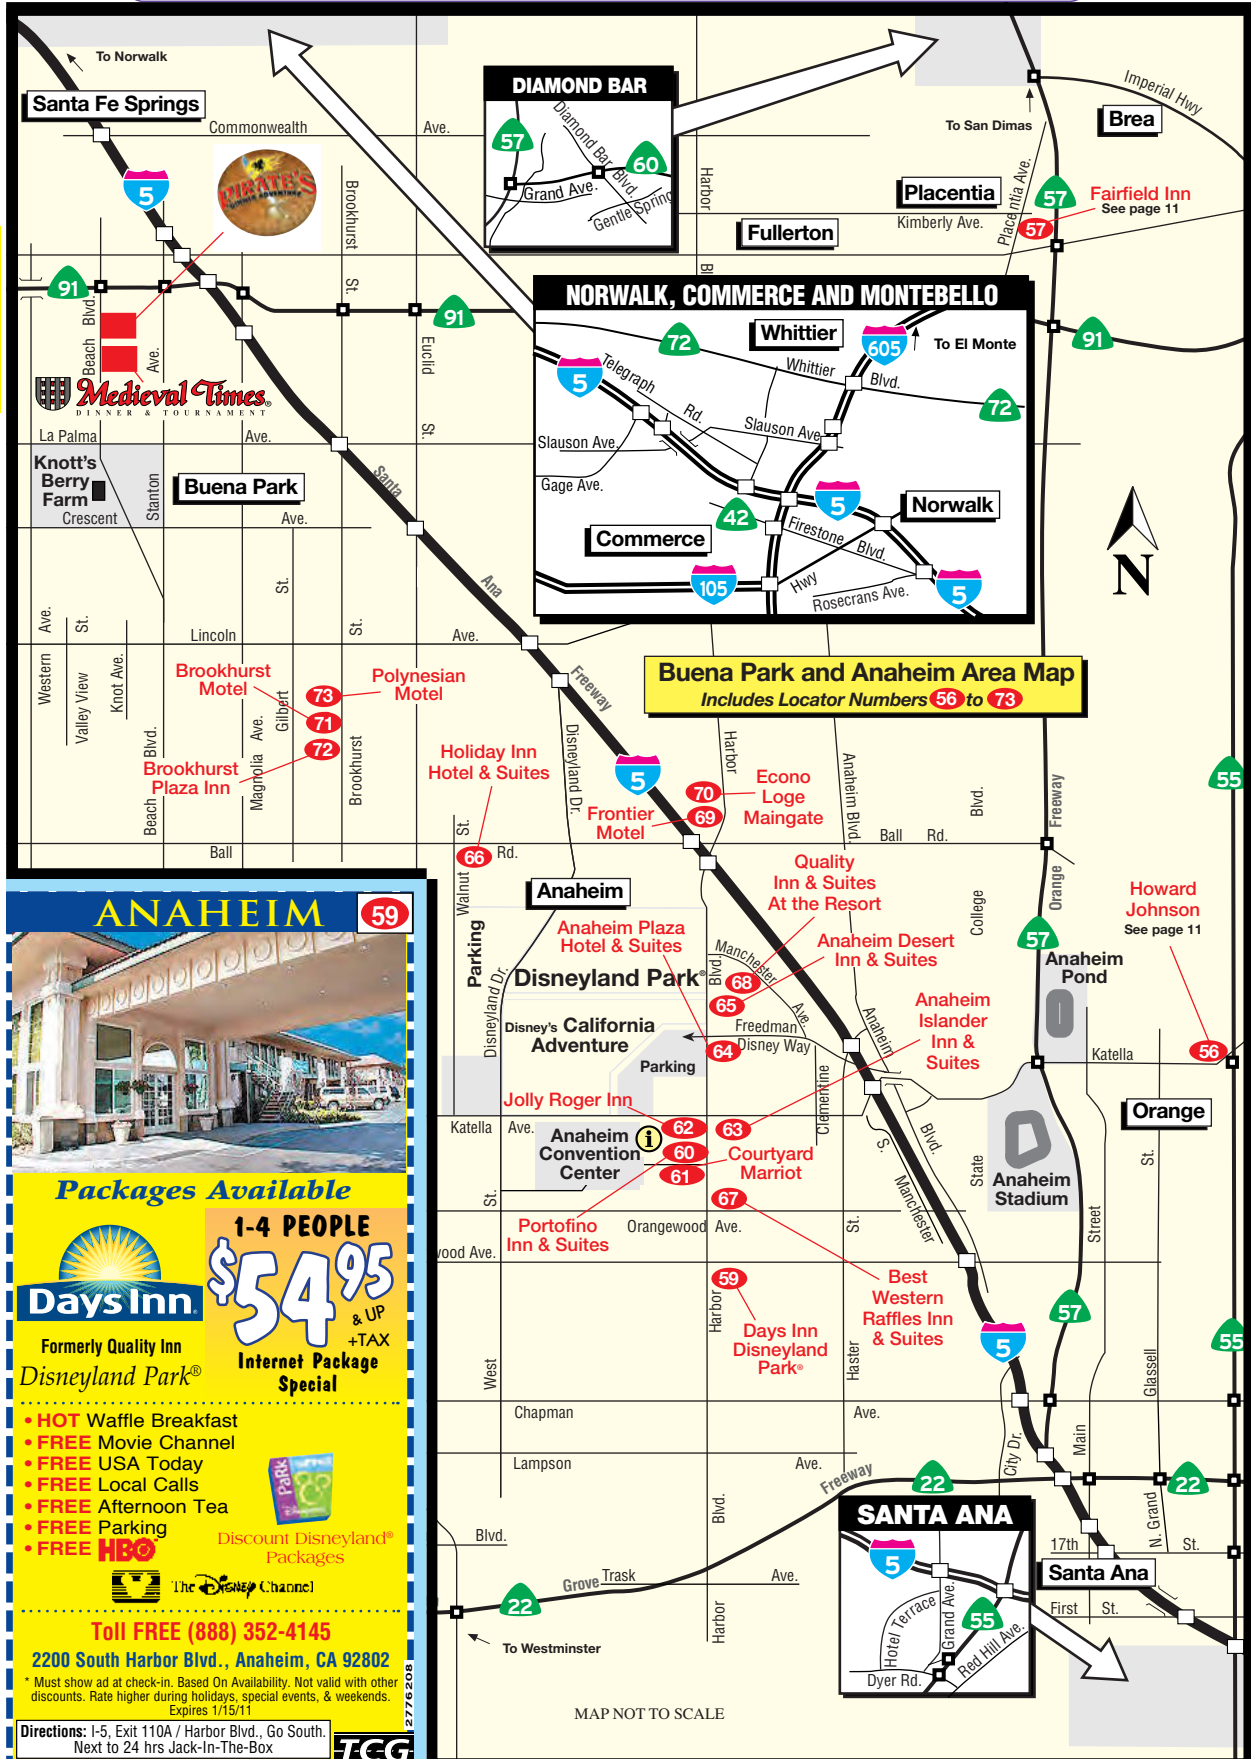 To Norwalk
Santa Fe Springs
Commonwealth
Ave.
5
PIRATE'S
DINNER ADVENTURE
Brookhurst
St.
91
Beach Blvd.
Ave.
91
Euclid
St.
Medieval Times
DINNER & TOURNAMENT
La Palma
Ave.
Knott's
Berry
Farm
Buena Park
Crescent
Stanton
Ave.
Santa
Ana
Freeway
DIAMOND BAR
57
Diamond Bar Blvd.
60
Grand Ave.
Gentle Spring
Harbor
Bl
Imperial Hwy
To San Dimas
Brea
Placentia Ave.
Placentia
57
Fairfield Inn
See page 11
57
Kimberly Ave.
Fullerton
91
NORWALK, COMMERCE AND MONTEBELLO
72
Whittier
605
To El Monte
5
Telegraph
Rd.
Whittier
Blvd.
72
Slauson Ave.
Slauson Ave.
Gage Ave.
5
42
Norwalk
Commerce
Firestone
Blvd.
105
Hwy
Rosecrans Ave.
5
N
Western
Ave.
Valley View
St.
Knot Ave.
Lincoln
Ave.
St.
St.
Brookhurst
Motel
Polynesian
Motel
73
71
72
Gilbert
Brookhurst
Plaza Inn
Beach
Blvd.
Magnolia
Ave.
Brookhurst
Ball
Rd.
Buena Park and Anaheim Area Map
Includes Locator Numbers 56 to 73
Holiday Inn
Hotel & Suites
66
Walnut
St.
Disneyland Dr.
5
Harbor
70
Econo
Loge
Maingate
Frontier
Motel
69
Anaheim Blvd.
Ball Rd.
Blvd.
College
Freeway
Orange
55
57
Howard
Johnson
See page 11
56
Anaheim
Parking
Anaheim Plaza
Hotel & Suites
Quality
Inn & Suites
At the Resort
Anaheim Desert
Inn & Suites
Disneyland Park®
Blvd.
Manchester
Ave.
68
65
Disneyland Dr.
Disney's California
Adventure
Freedman
Disney Way
64
Parking
Anaheim
Islander
Inn &
Suites
Anaheim
Blvd.
Anaheim
Pond
Katella
Clementine
Jolly Roger Inn
Katella
Ave.
Anaheim
Convention
Center
i
62
60
61
63
Courtyard
Marriot
67
Orange
Anaheim
Stadium
State
Street
St.
St.
Portofino
Inn & Suites
Orangewood Ave.
wood Ave.
St.
S.
Manchester
59
Harbor
Days Inn
Disneyland
Park®
Best
Western
Raffles Inn
& Suites
Haster
West
57
5
55
Glassell
Chapman
Ave.
Main
City Dr.
Lampson
Ave.
Freeway
22
22
Blvd.
Blvd.
17th
St.
N. Grand
SANTA ANA
5
Hotel Terrace
Grand Ave.
55
Dyer Rd.
Red Hill Ave.
Santa Ana
First
St.
Grove
Trask
Ave.
22
Harbor
To Westminster
MAP NOT TO SCALE
ANAHEIM
59
Packages Available
Days Inn
1-4 PEOPLE
$54 95
& UP
+TAX
Internet Package
Special
Formerly Quality Inn
Disneyland Park®
• HOT Waffle Breakfast
• FREE Movie Channel
• FREE USA Today
• FREE Local Calls
• FREE Afternoon Tea
• FREE Parking
• FREE HBO
PaRK
Discount Disneyland®
Packages
The Disney Channel
Toll FREE (888) 352-4145
2200 South Harbor Blvd., Anaheim, CA 92802
* Must show ad at check-in. Based On Availability. Not valid with other
discounts. Rate higher during holidays, special events, & weekends.
Expires 1/15/11
2776208
Directions: I-5, Exit 110A / Harbor Blvd., Go South.
Next to 24 hrs Jack-In-The-Box
TCG